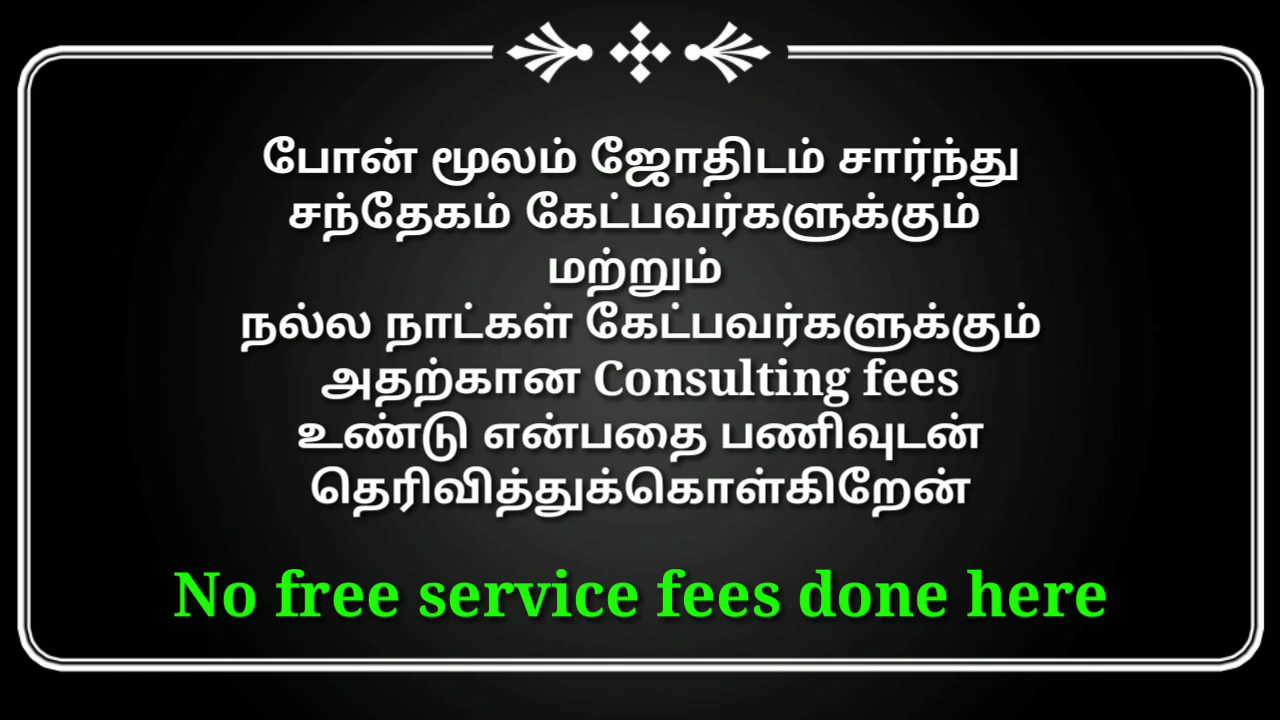 போன் மூலம் ஜோதிடம் சார்ந்து
சந்தேகம் கேட்பவர்களுக்கும்
மற்றும்
நல்ல நாட்கள் கேட்பவர்களுக்கும்
அதற்கான Consulting fees
உண்டு என்பதை பணிவுடன்
தெரிவித்துக்கொள்கிறேன்
No free service fees done here